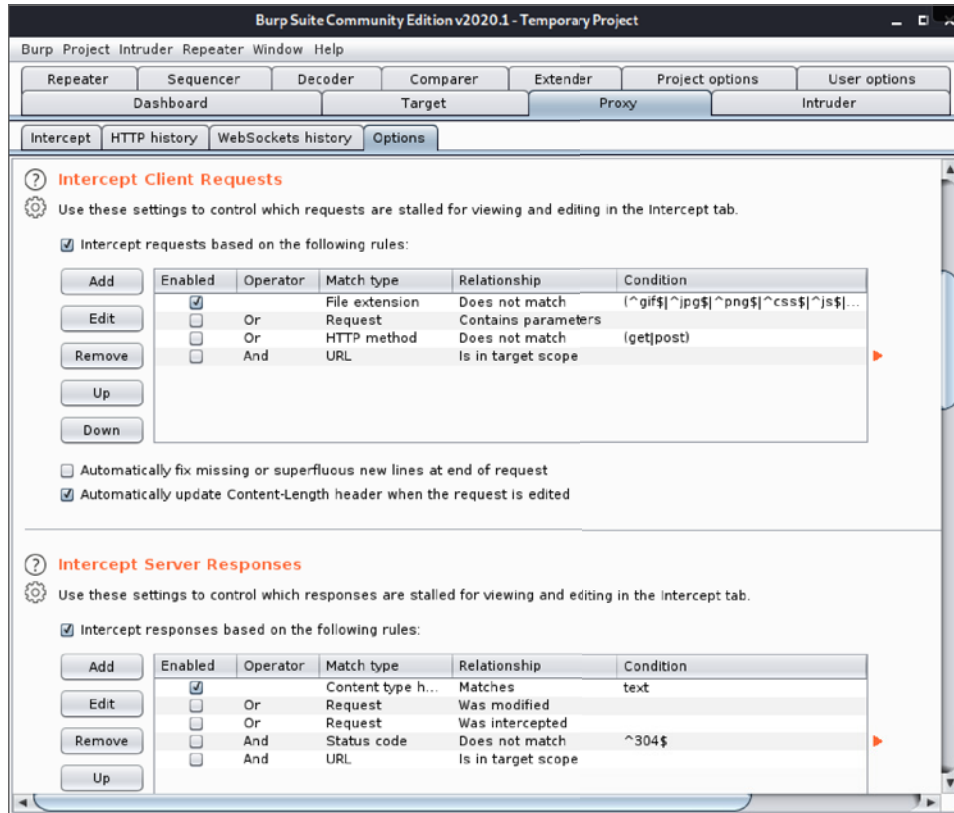 Burp Suite Community Edition v2020.1 - Temporary Project
Burp Project Intruder Repeater Window Help
Repeater Sequencer Decoder Comparer Extender Project options User options
Dashboard Target Proxy Intruder
Intercept HTTP history WebSockets history Options
? Intercept Client Requests
Use these settings to control which requests are stalled for viewing and editing in the Intercept tab.
Intercept requests based on the following rules:
Add Enabled Operator Match type Relationship Condition
File extension Does not match (^gif$|^jpg$|^png$|^css$|^js$|...
Edit Or Request Contains parameters
Or HTTP method Does not match (get|post)
Remove And URL Is in target scope
Up
Down
Automatically fix missing or superfluous new lines at end of request
Automatically update Content-Length header when the request is edited
? Intercept Server Responses
Use these settings to control which responses are stalled for viewing and editing in the Intercept tab.
Intercept responses based on the following rules:
Add Enabled Operator Match type Relationship Condition
Content type h... Matches text
Edit Or Request Was modified
Or Request Was intercepted
Remove And Status code Does not match ^304$
And URL Is in target scope
Up